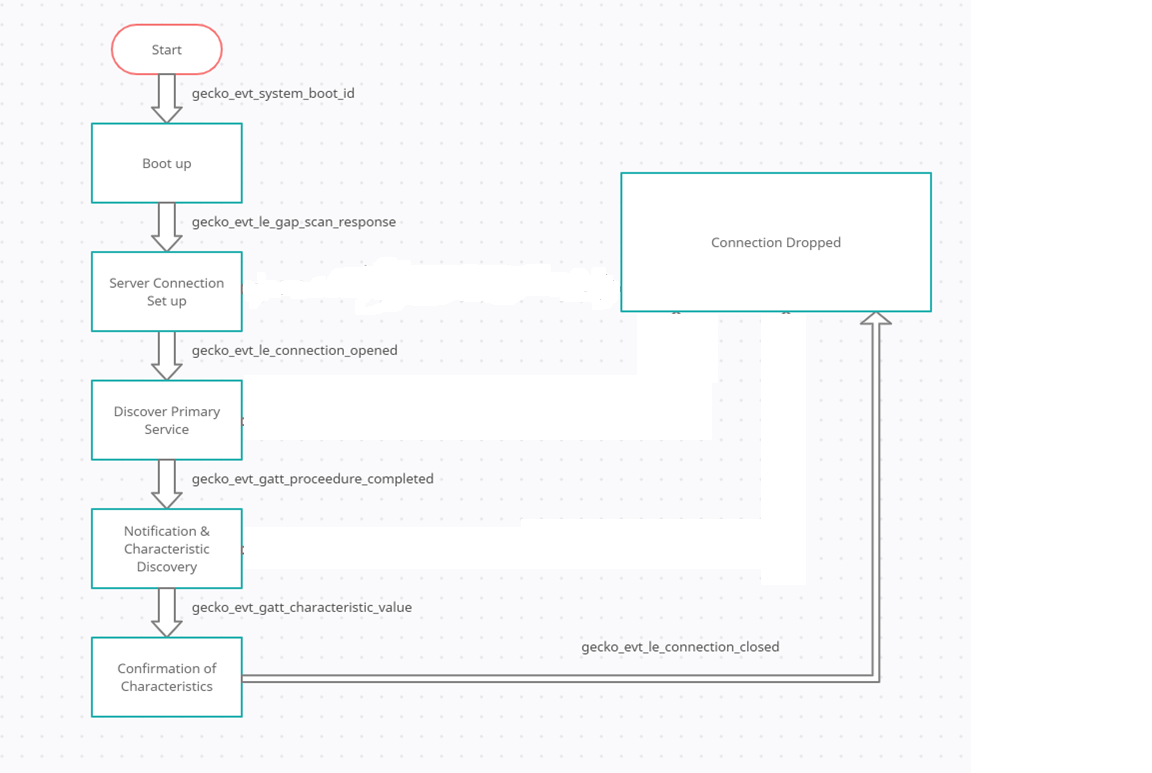 Start
gecko_evt_system_boot_id
Boot up
gecko_evt_le_gap_scan_response
Connection Dropped
Server Connection
Set up
gecko_evt_le_connection_opened
Discover Primary
Service
gecko_evt_gatt_proceedure_completed
Notification &
Characteristic
Discovery
gecko_evt_gatt_characteristic_value
gecko_evt_le_connection_closed
Confirmation of
Characteristics